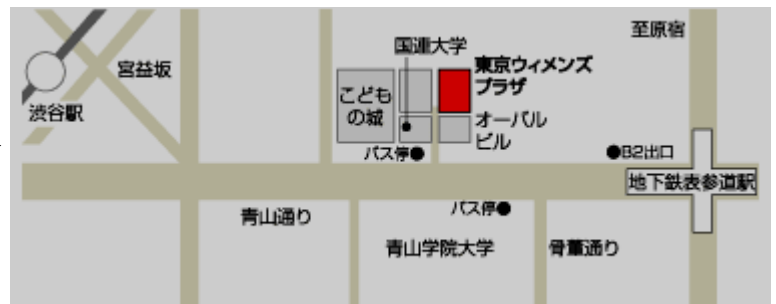 国連大学
至原宿
宮益坂
東京ウィメンズ
プラザ
こども
の城
渋谷駅
オーバル
ビル
バス停●
●B2出口
地下鉄表参道駅
バス停●
青山通り
青山学院大学
骨董通り